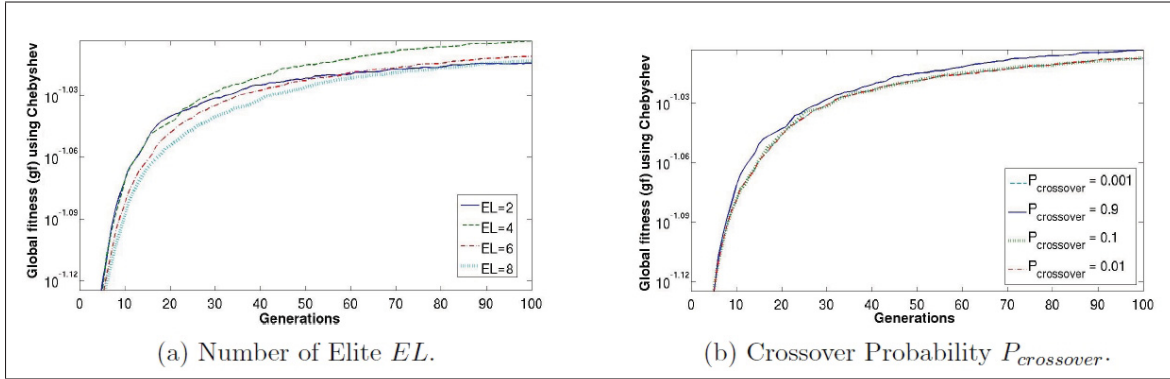 Global fitness (gf) using Chebyshev
10^-1.03
10^-1.06
10^-1.09
10^-1.12
0 10 20 30 40 50 60 70 80 90 100
Generations
EL=2
EL=4
EL=6
EL=8
(a) Number of Elite EL.
Global fitness (gf) using Chebyshev
10^-1.03
10^-1.06
10^-1.09
10^-1.12
0 10 20 30 40 50 60 70 80 90 100
Generations
P_crossover = 0.001
P_crossover = 0.9
P_crossover = 0.1
P_crossover = 0.01
(b) Crossover Probability P_crossover.